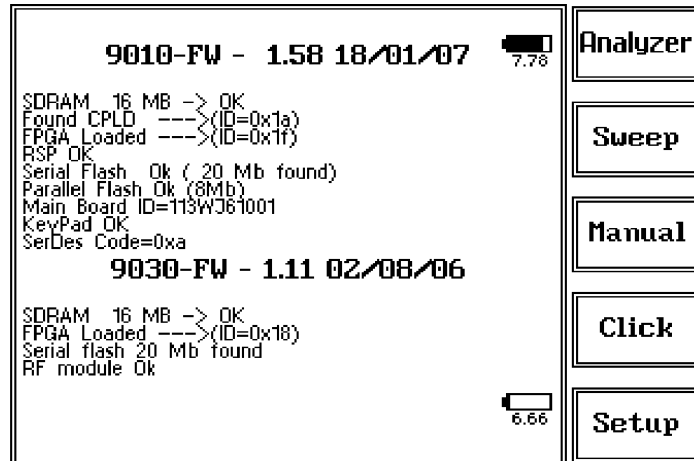 9010-FW - 1.58 18/01/07
7.78
SDRAM 16 MB -> OK
Found CPLD --->(ID=0x1a)
FPGA Loaded --->(ID=0x1f)
RSP OK
Serial Flash Ok ( 20 Mb found)
Parallel Flash Ok (8Mb)
Main Board ID=113WJ61001
KeyPad OK
SerDes Code=0xa
9030-FW - 1.11 02/08/06
SDRAM 16 MB -> OK
FPGA Loaded --->(ID=0x18)
Serial flash 20 Mb found
RF module Ok
6.66
Analyzer
Sweep
Manual
Click
Setup